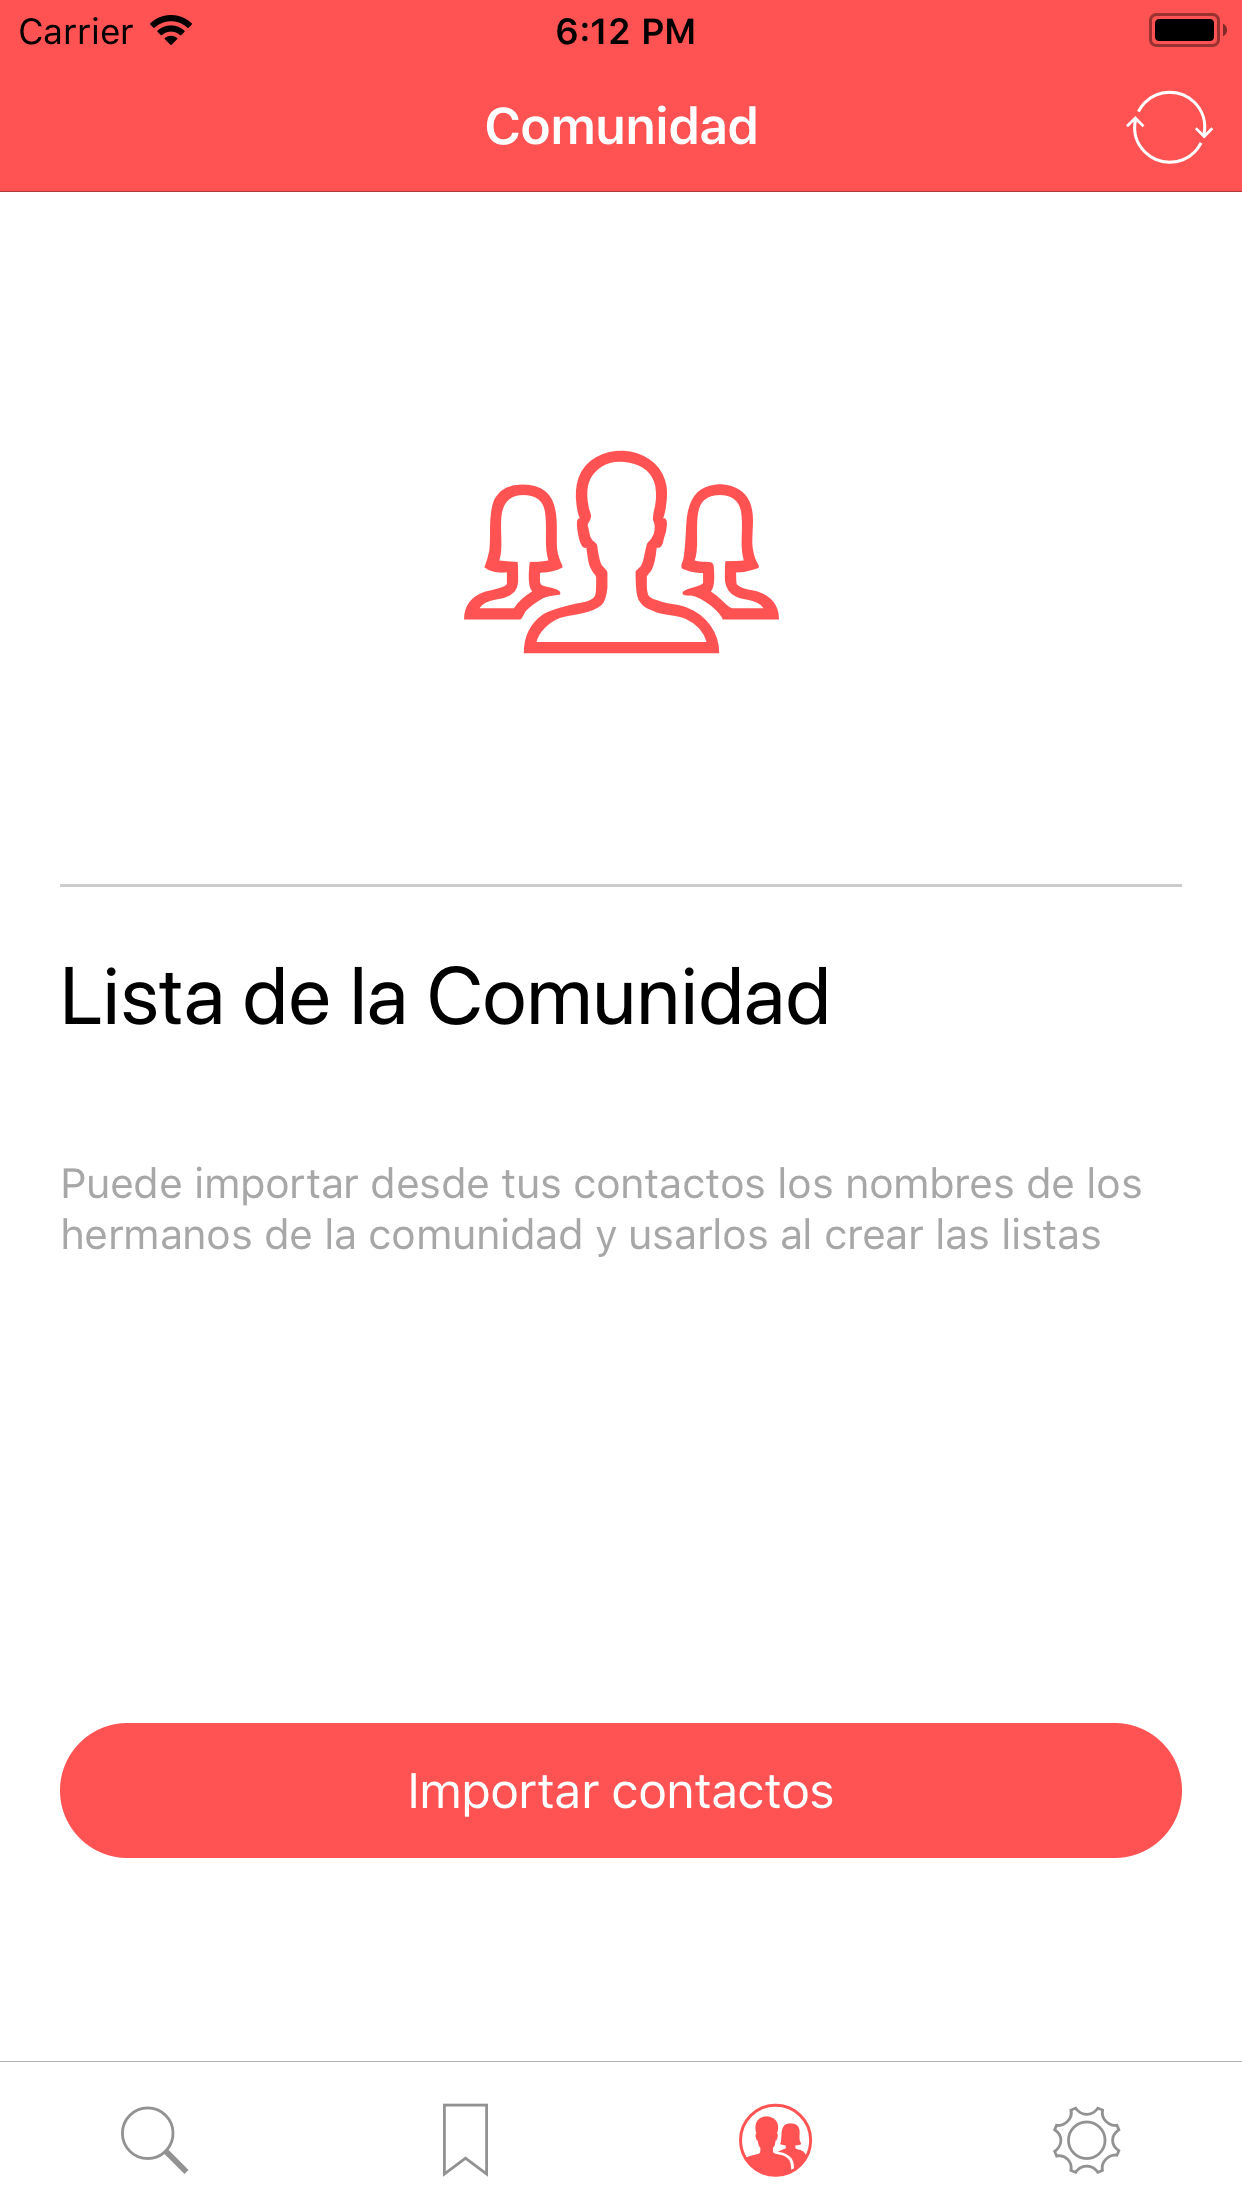 Carrier 6:12 PM
Comunidad
Lista de la Comunidad
Puede importar desde tus contactos los nombres de los
hermanos de la comunidad y usarlos al crear las listas
Importar contactos